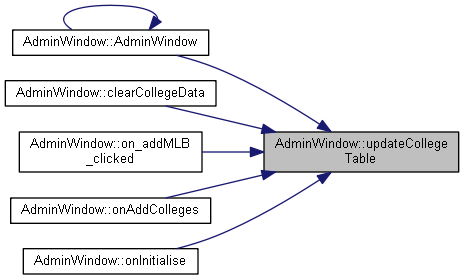 AdminWindow::AdminWindow
AdminWindow::clearCollegeData
AdminWindow::on_addMLB
_clicked
AdminWindow::onAddColleges
AdminWindow::onInitialise
AdminWindow::updateCollege
Table